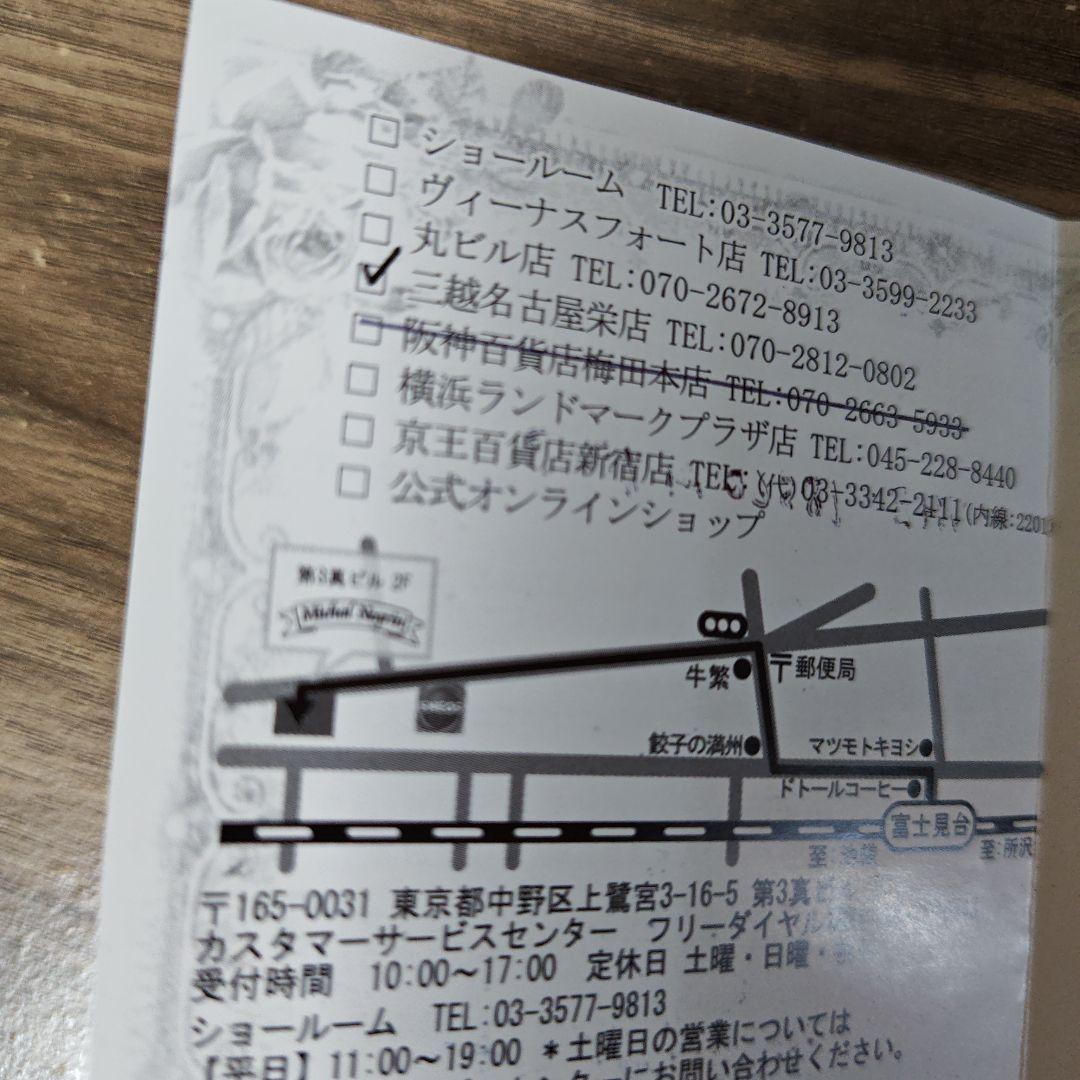 ☐ ショールーム TEL:03-3577-9813
☐ ヴィーナスフォート店 TEL:03-3599-2233
☐ 丸ビル店 TEL:070-2672-8913
☑ 三越名古屋栄店 TEL:070-2812-0802
☐ 阪神百貨店梅田本店 TEL:070-2663-5933
☐ 横浜ランドマークプラザ店 TEL:045-228-8440
☐ 京王百貨店新宿店 TEL:(代)03-3342-2111(内線:2201
☐ 公式オンラインショップ
第3真ビル 2F
Michal Negrin
牛繁
〒郵便局
餃子の満州
マツモトキヨシ
ドトールコーヒー
富士見台
至:池袋
至:所沢
〒165-0031 東京都中野区上鷺宮3-16-5 第3真ビル
カスタマーサービスセンター フリーダイヤル
受付時間 10:00～17:00 定休日 土曜・日曜・
ショールーム TEL:03-3577-9813
【平日】11:00～19:00 *土曜日の営業については
にお問い合わせください。